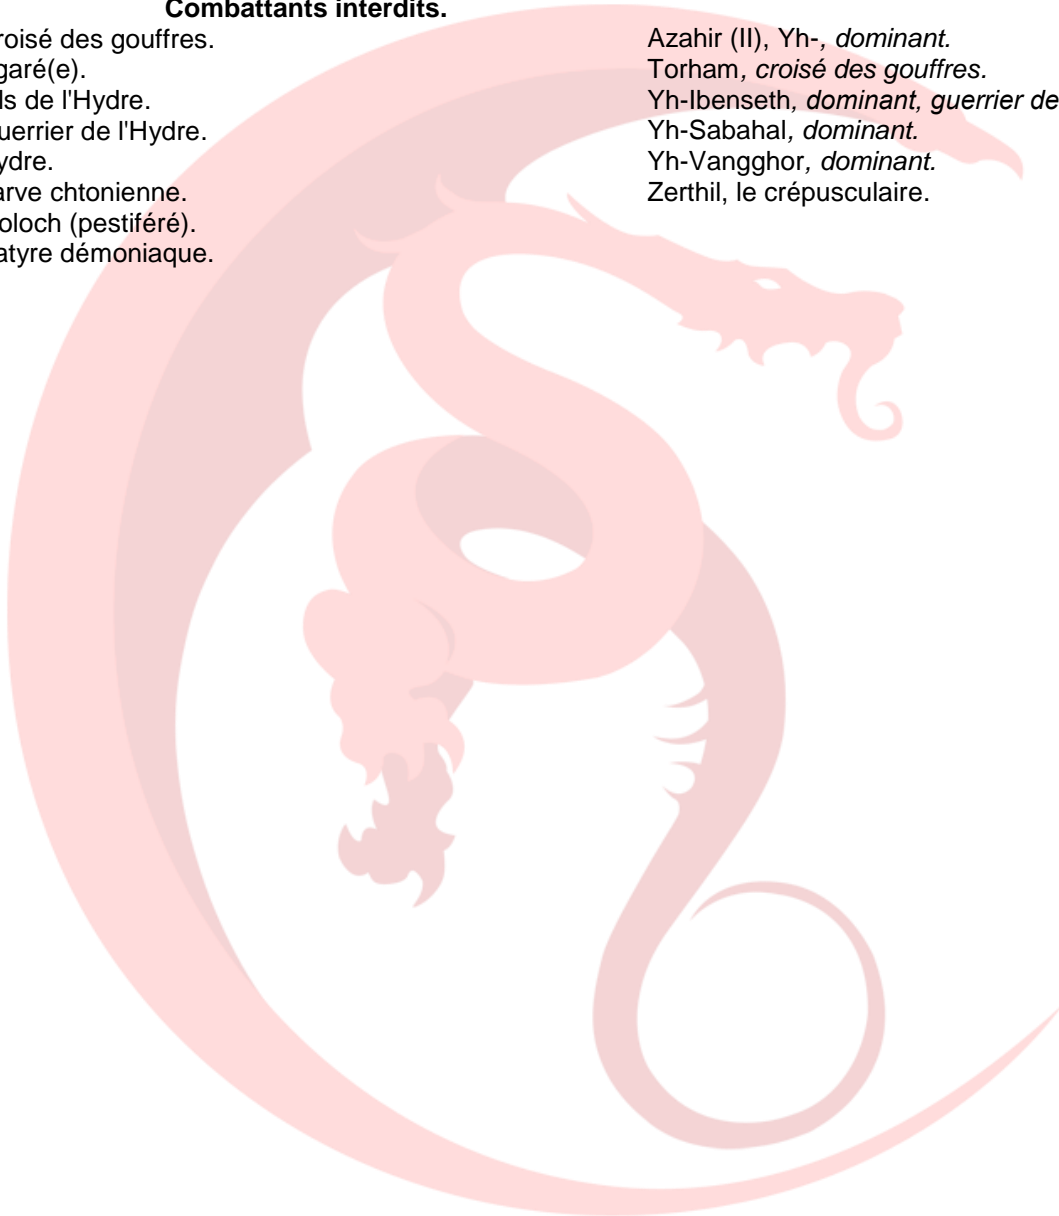 Combattants interdits.
roisé des gouffres.
garé(e).
ls de l'Hydre.
uerrier de l'Hydre.
ydre.
arve chtonienne.
oloch (pestiféré).
atyre démoniaque.
Azahir (II), Yh-, dominant.
Torham, croisé des gouffres.
Yh-Ibenseth, dominant, guerrier de
Yh-Sabahal, dominant.
Yh-Vangghor, dominant.
Zerthil, le crépusculaire.